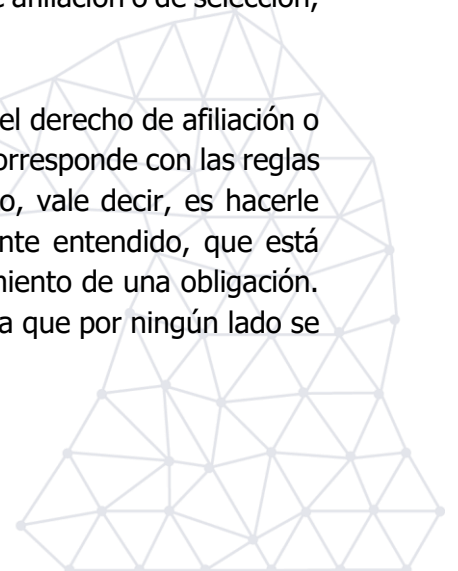 afiliación o de selección,
el derecho de afiliación o
orresponde con las reglas
o, vale decir, es hacerle
nte entendido, que está
miento de una obligación.
a que por ningún lado se